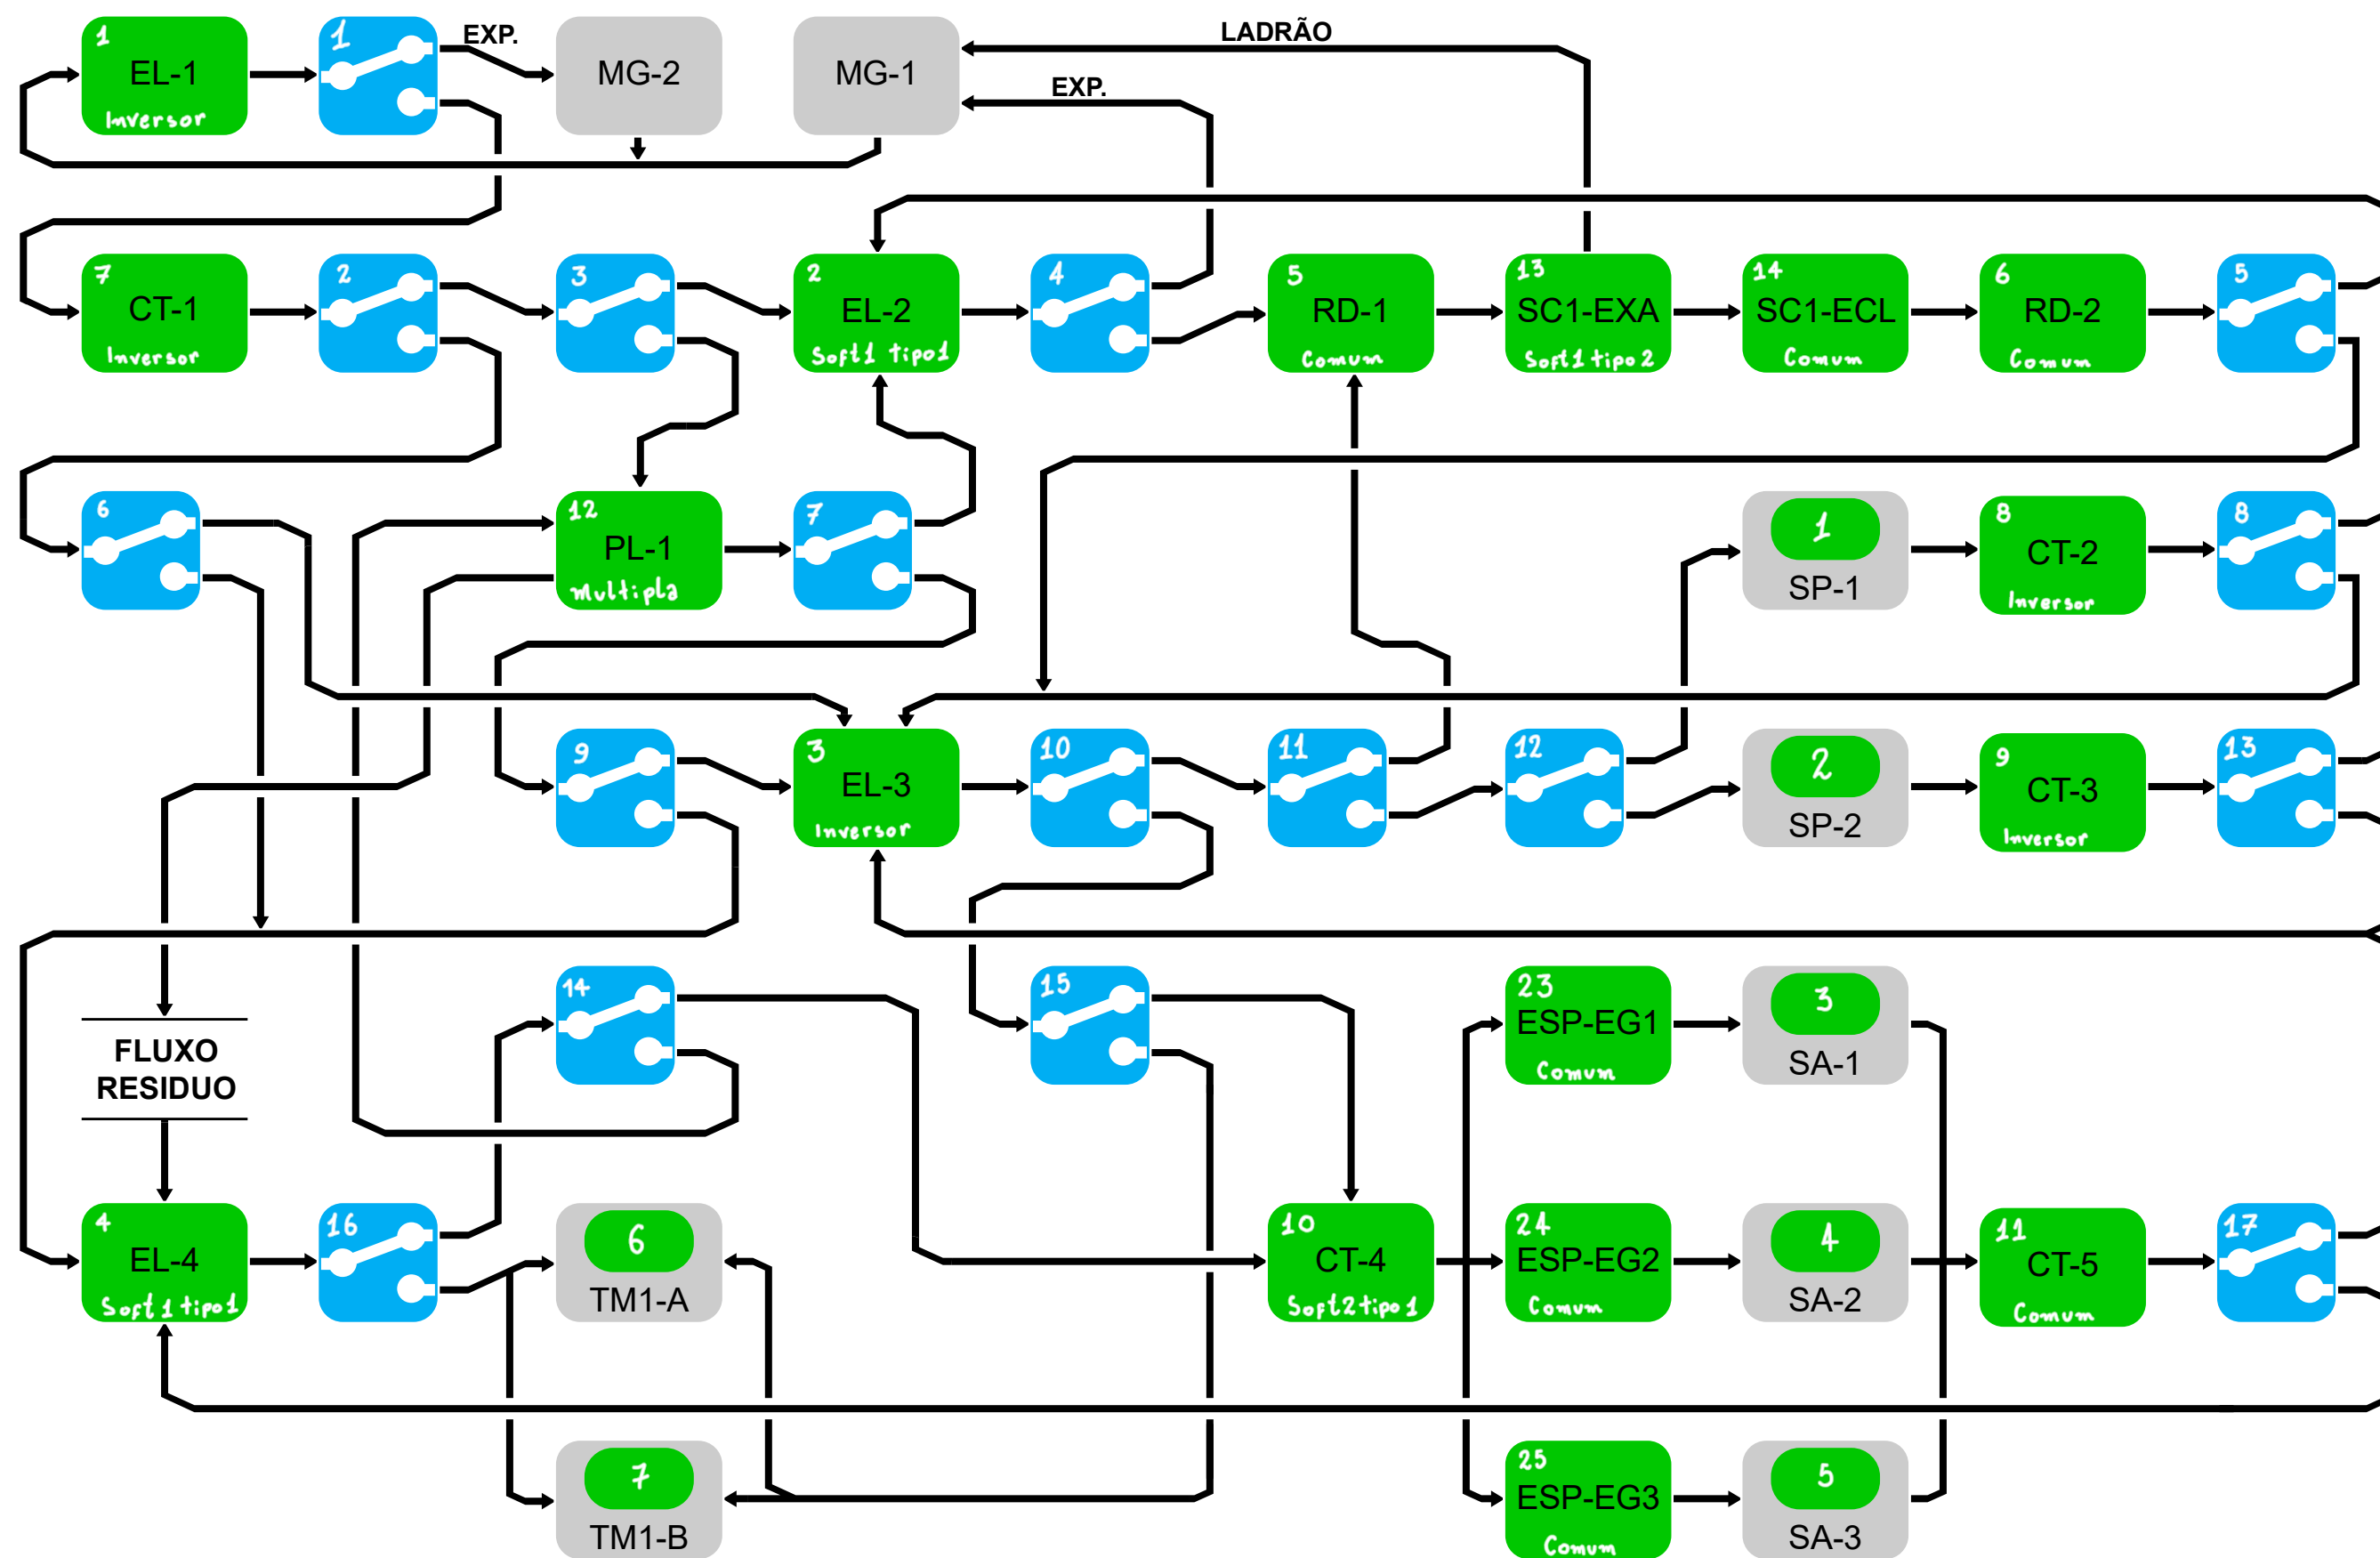 1
EL-1
Inversor
1
EXP.
MG-2
MG-1
LADRÃO
EXP.
7
CT-1
Inversor
2
3
2
EL-2
Soft1 tipo1
4
5
RD-1
Comum
13
SC1-EXA
Soft1 tipo 2
14
SC1-ECL
Comum
6
RD-2
Comum
5
6
12
PL-1
Multipla
7
1
SP-1
8
CT-2
Inversor
8
9
3
EL-3
Inversor
10
11
12
2
SP-2
9
CT-3
Inversor
13
FLUXO
RESIDUO
14
15
23
ESP-EG1
Comum
3
SA-1
4
EL-4
Soft 1 tipo1
16
6
TM1-A
10
CT-4
Soft2 tipo 1
24
ESP-EG2
Comum
4
SA-2
11
CT-5
Comum
17
7
TM1-B
25
ESP-EG3
Comum
5
SA-3